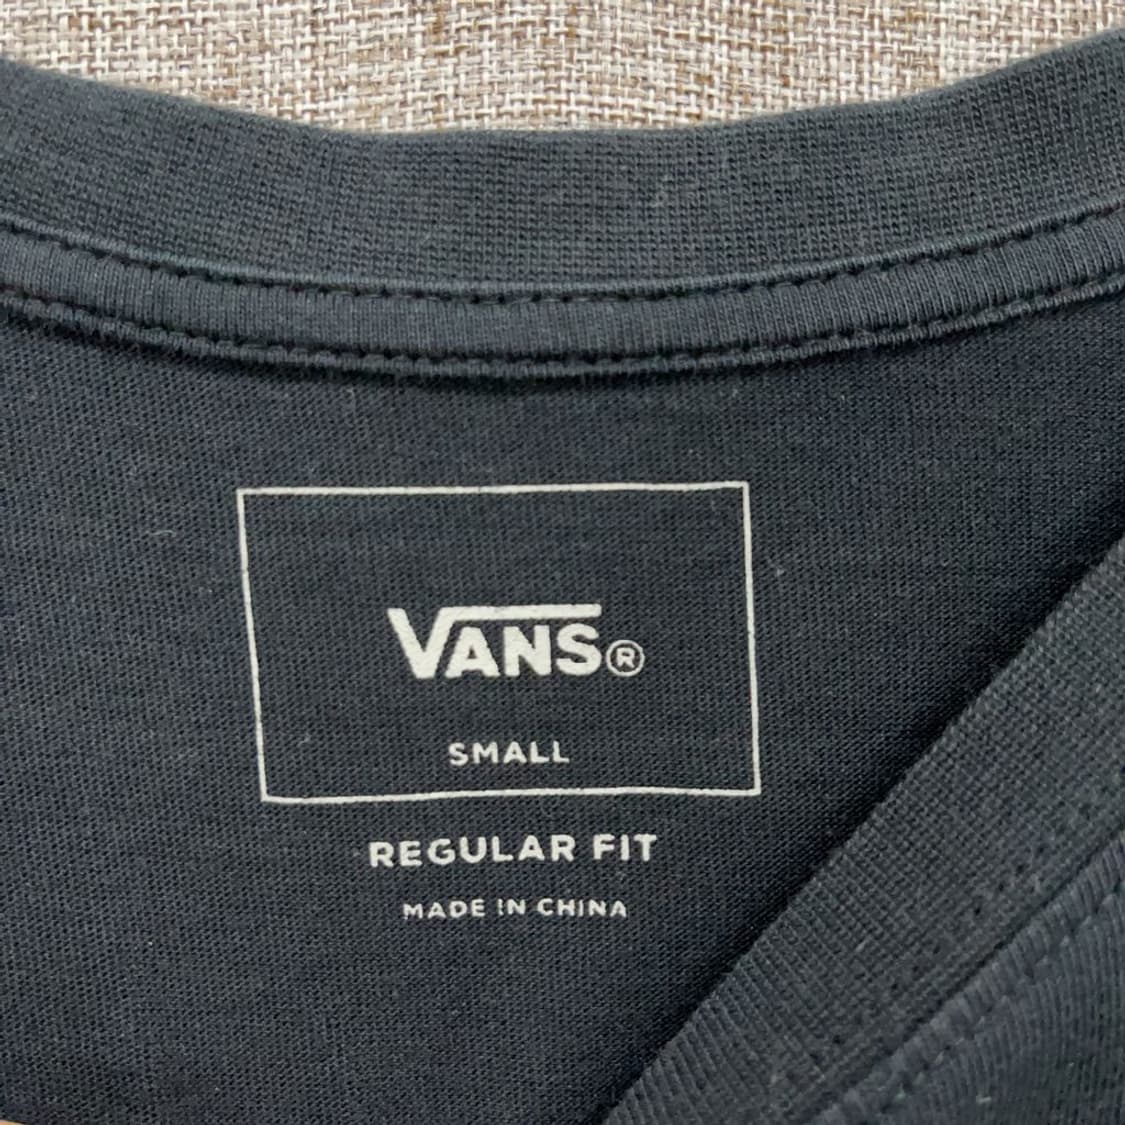 VANS®
SMALL
REGULAR FIT
MADE IN CHINA